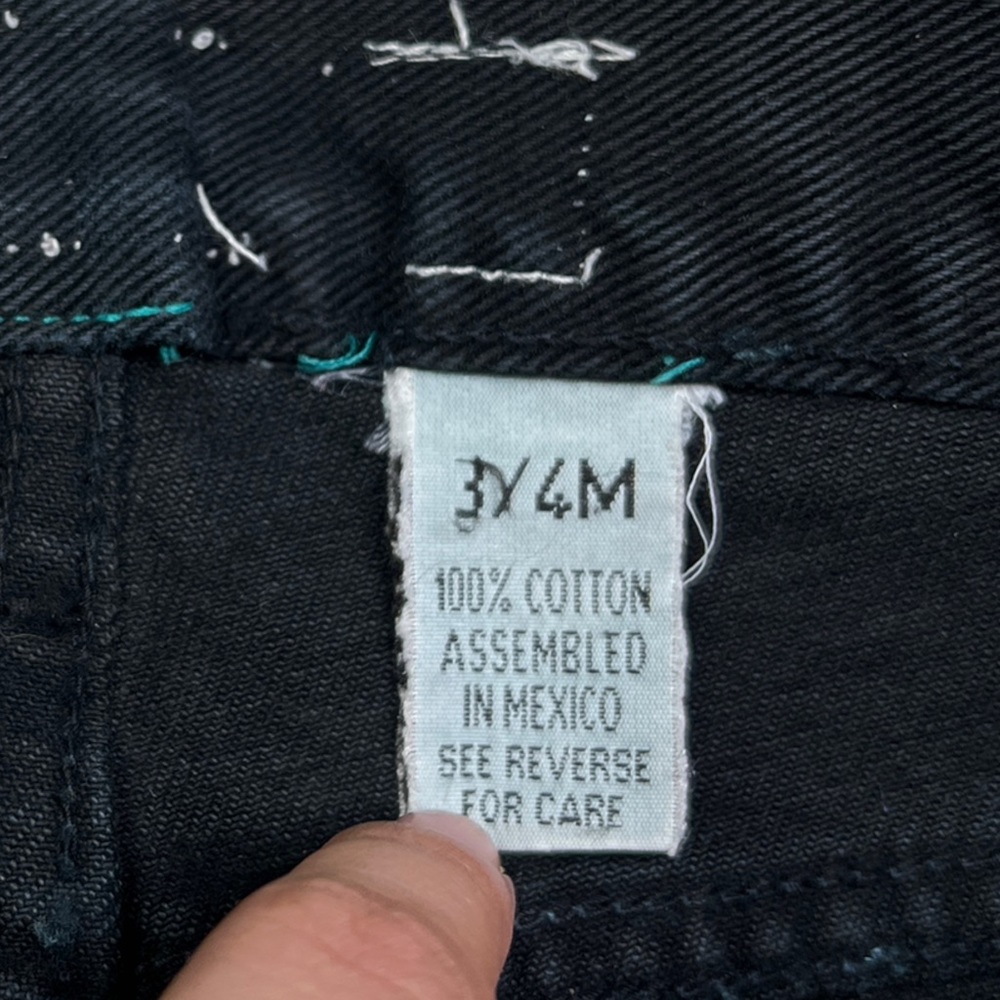 3/4M
100% COTTON
ASSEMBLED
IN MEXICO
SEE REVERSE
FOR CARE